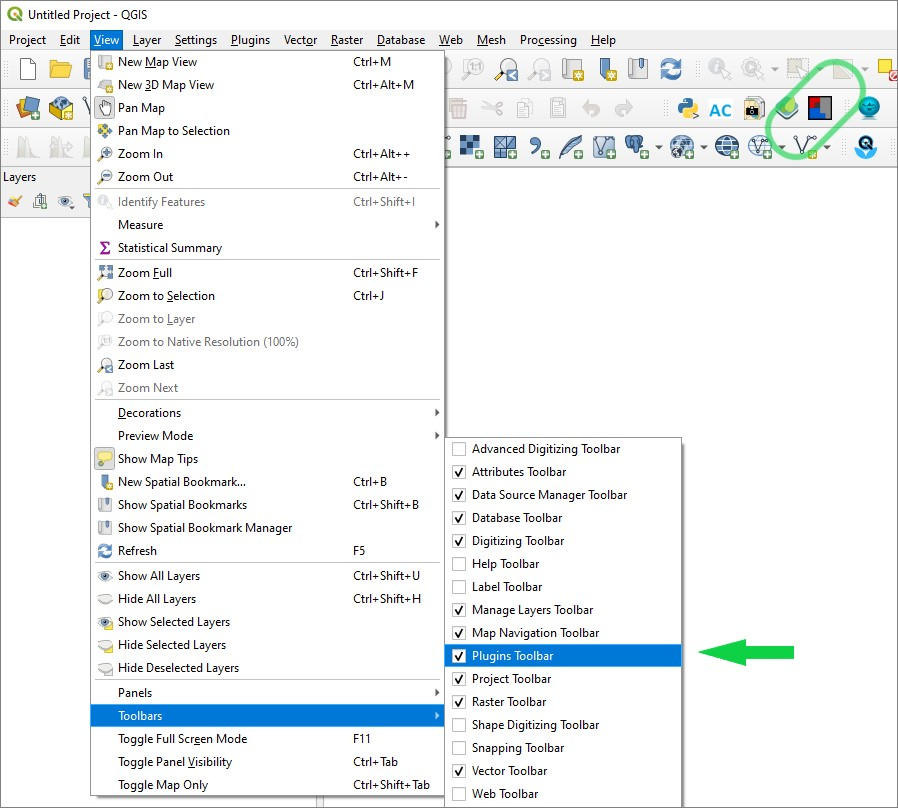 Untitled Project - QGIS
Project Edit View Layer Settings Plugins Vector Raster Database Web Mesh Processing Help
New Map View Ctrl+M
New 3D Map View Ctrl+Alt+M
Pan Map
Pan Map to Selection
Zoom In Ctrl+Alt++
Zoom Out Ctrl+Alt+-
Identify Features Ctrl+Shift+I
Measure
Statistical Summary
Zoom Full Ctrl+Shift+F
Zoom to Selection Ctrl+J
Zoom to Layer
Zoom to Native Resolution (100%)
Zoom Last
Zoom Next
Decorations
Preview Mode
Show Map Tips
New Spatial Bookmark... Ctrl+B
Show Spatial Bookmarks Ctrl+Shift+B
Show Spatial Bookmark Manager
Refresh F5
Show All Layers Ctrl+Shift+U
Hide All Layers Ctrl+Shift+H
Show Selected Layers
Hide Selected Layers
Hide Deselected Layers
Panels
Toolbars
Toggle Full Screen Mode F11
Toggle Panel Visibility Ctrl+Tab
Toggle Map Only Ctrl+Shift+Tab
Advanced Digitizing Toolbar
Attributes Toolbar
Data Source Manager Toolbar
Database Toolbar
Digitizing Toolbar
Help Toolbar
Label Toolbar
Manage Layers Toolbar
Map Navigation Toolbar
Plugins Toolbar
Project Toolbar
Raster Toolbar
Shape Digitizing Toolbar
Snapping Toolbar
Vector Toolbar
Web Toolbar
Layers
AC